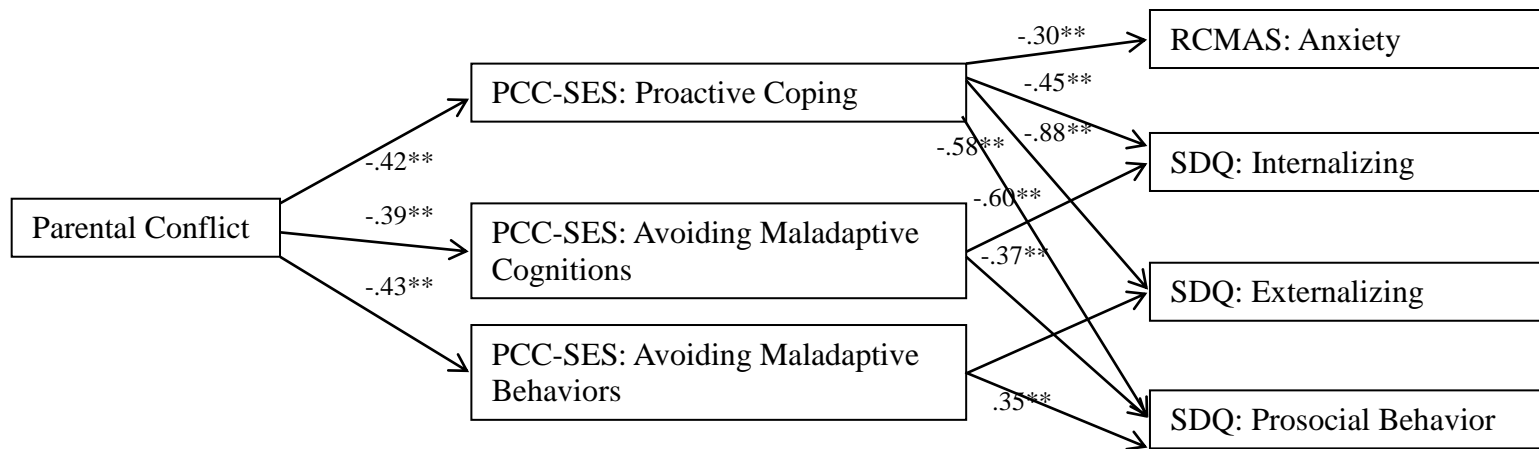 RCMAS: Anxiety
-.30**
PCC-SES: Proactive Coping
-.45**
-.88**
-.58**
SDQ: Internalizing
-.42**
Parental Conflict
-.39**
-.60**
PCC-SES: Avoiding Maladaptive
Cognitions
-.37**
-.43**
SDQ: Externalizing
PCC-SES: Avoiding Maladaptive
Behaviors
.35**
SDQ: Prosocial Behavior